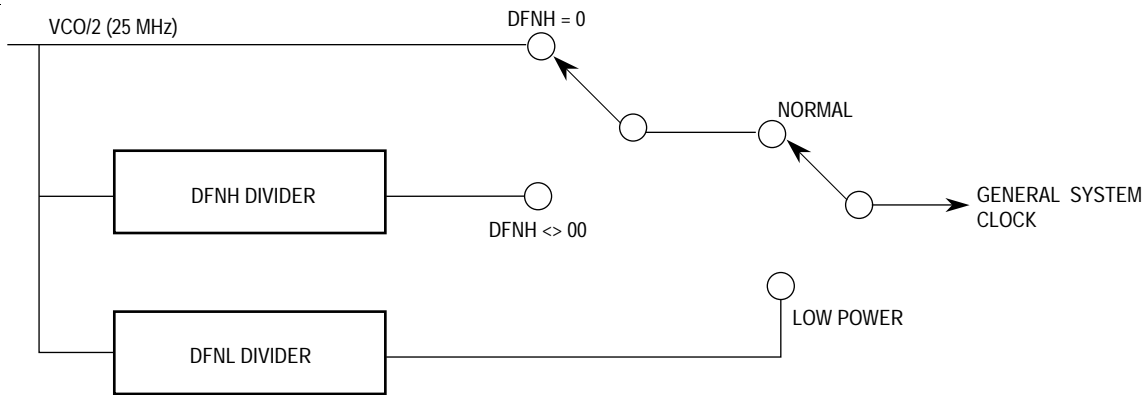 VCO/2 (25 MHz)
DFNH = 0
NORMAL
DFNH DIVIDER
GENERAL SYSTEM
CLOCK
DFNH <> 00
LOW POWER
DFNL DIVIDER